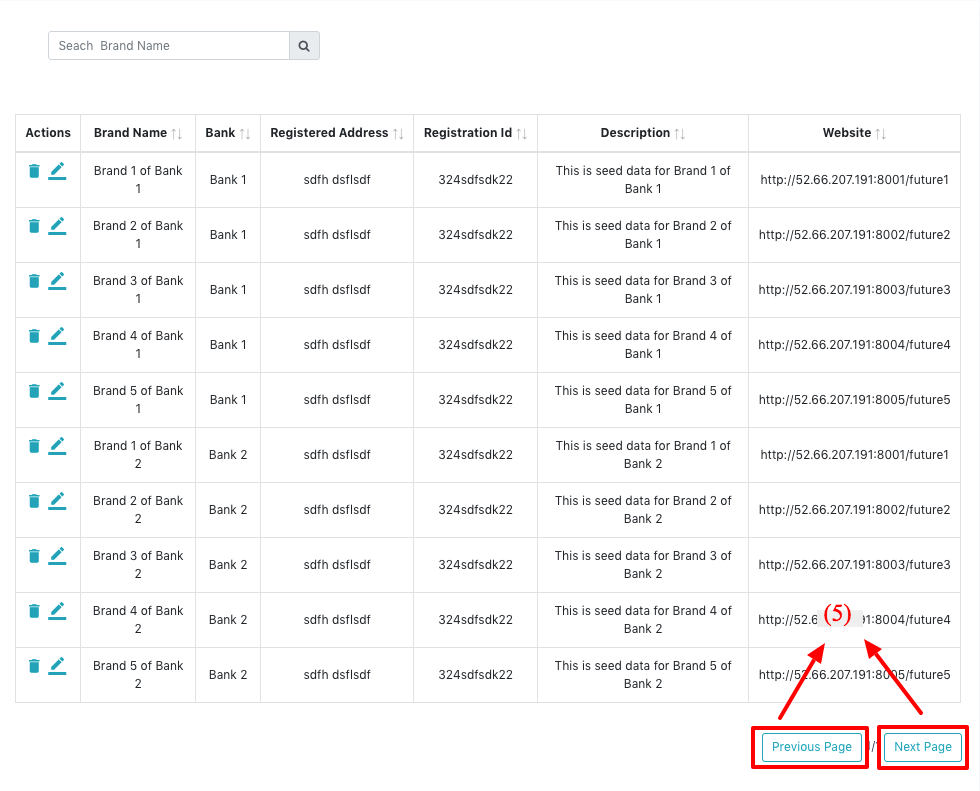 Seach Brand Name
Actions Brand Name ↑↓ Bank ↑↓ Registered Address ↑↓ Registration Id ↑↓ Description ↑↓ Website ↑↓
Brand 1 of Bank
1
Bank 1
sdfh dsflsdf
324sdfsdk22
This is seed data for Brand 1 of
Bank 1
http://52.66.207.191:8001/future1
Brand 2 of Bank
1
Bank 1
sdfh dsflsdf
324sdfsdk22
This is seed data for Brand 2 of
Bank 1
http://52.66.207.191:8002/future2
Brand 3 of Bank
1
Bank 1
sdfh dsflsdf
324sdfsdk22
This is seed data for Brand 3 of
Bank 1
http://52.66.207.191:8003/future3
Brand 4 of Bank
1
Bank 1
sdfh dsflsdf
324sdfsdk22
This is seed data for Brand 4 of
Bank 1
http://52.66.207.191:8004/future4
Brand 5 of Bank
1
Bank 1
sdfh dsflsdf
324sdfsdk22
This is seed data for Brand 5 of
Bank 1
http://52.66.207.191:8005/future5
Brand 1 of Bank
2
Bank 2
sdfh dsflsdf
324sdfsdk22
This is seed data for Brand 1 of
Bank 2
http://52.66.207.191:8001/future1
Brand 2 of Bank
2
Bank 2
sdfh dsflsdf
324sdfsdk22
This is seed data for Brand 2 of
Bank 2
http://52.66.207.191:8002/future2
Brand 3 of Bank
2
Bank 2
sdfh dsflsdf
324sdfsdk22
This is seed data for Brand 3 of
Bank 2
http://52.66.207.191:8003/future3
Brand 4 of Bank
2
Bank 2
sdfh dsflsdf
324sdfsdk22
This is seed data for Brand 4 of
Bank 2
(5)
Brand 5 of Bank
2
Bank 2
sdfh dsflsdf
324sdfsdk22
This is seed data for Brand 5 of
Bank 2
http://52.66.207.191:8005/future5
Previous Page Next Page